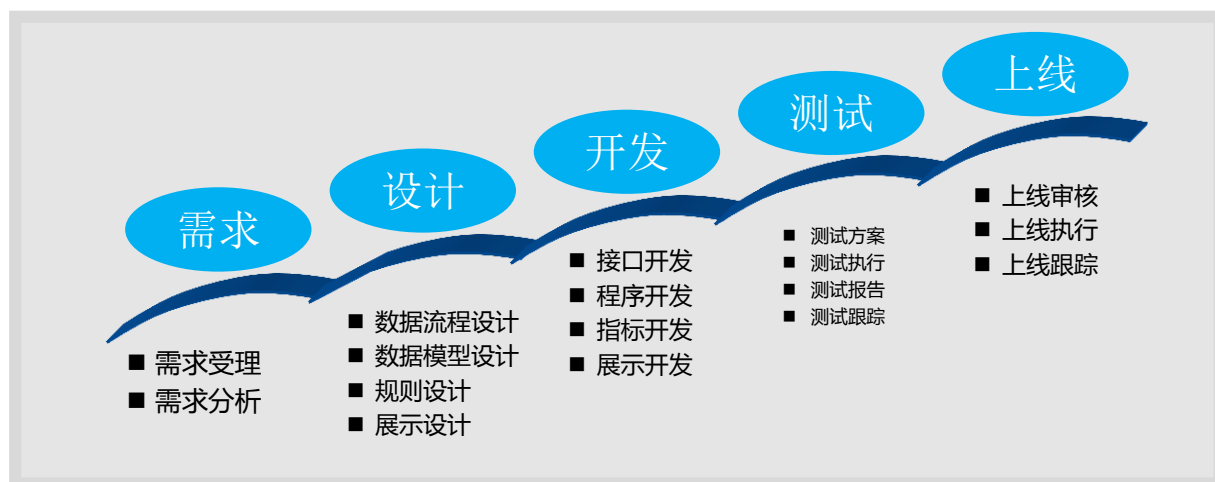 需求
■ 需求受理
■ 需求分析
设计
■ 数据流程设计
■ 数据模型设计
■ 规则设计
■ 展示设计
开发
■ 接口开发
■ 程序开发
■ 指标开发
■ 展示开发
测试
■ 测试方案
■ 测试执行
■ 测试报告
■ 测试跟踪
上线
■ 上线审核
■ 上线执行
■ 上线跟踪